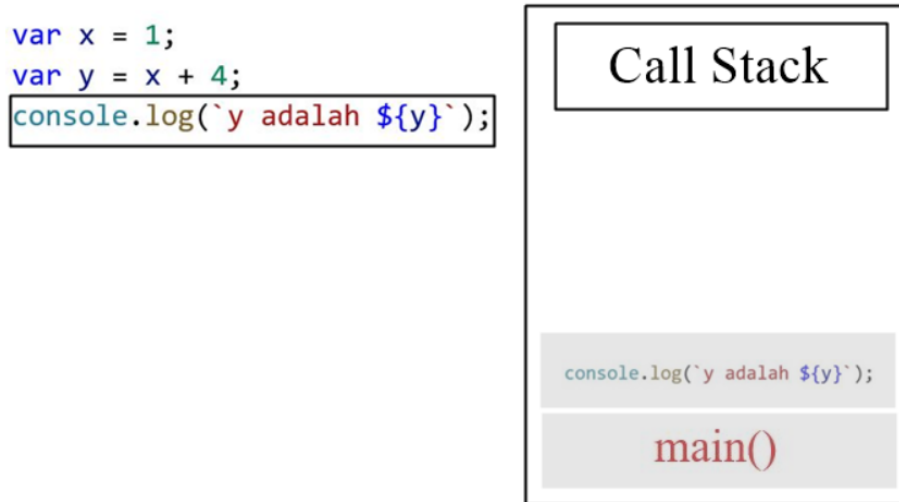 var x = 1;
var y = x + 4;
console.log(`y adalah ${y}`);
Call Stack
console.log(`y adalah ${y}`);
main()